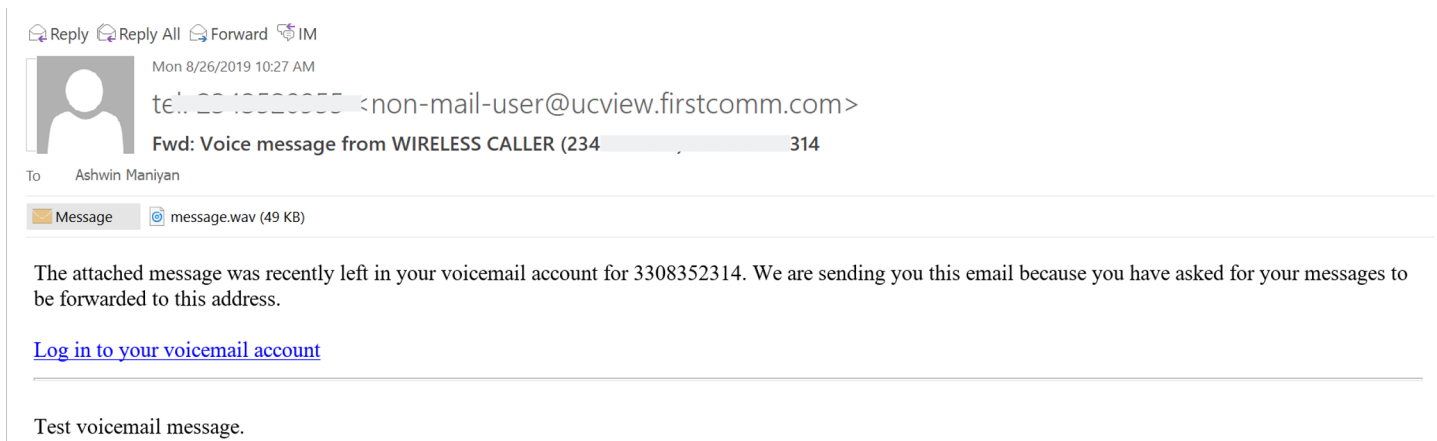 Reply Reply All Forward IM
Mon 8/26/2019 10:27 AM
<non-mail-user@ucview.firstcomm.com>
Fwd: Voice message from WIRELESS CALLER (234 314
To Ashwin Maniyan
Message message.wav (49 KB)
The attached message was recently left in your voicemail account for 3308352314. We are sending you this email because you have asked for your messages to
be forwarded to this address.
Log in to your voicemail account
Test voicemail message.